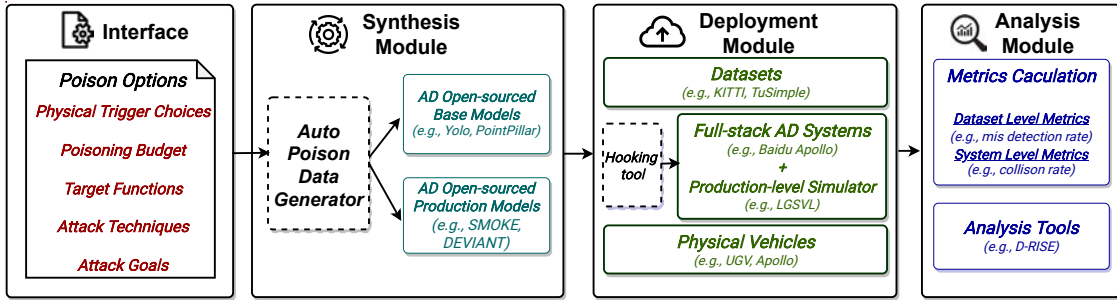 Interface
Poison Options
Physical Trigger Choices
Poisoning Budget
Target Functions
Attack Techniques
Attack Goals
Synthesis
Module
Auto
Poison
Data
Generator
AD Open-sourced
Base Models
(e.g., Yolo, PointPillar)
AD Open-sourced
Production Models
(e.g., SMOKE,
DEVIANT)
Deployment
Module
Datasets
(e.g., KITTI, TuSimple)
Hooking
tool
Full-stack AD Systems
(e.g., Baidu Apollo)
+
Production-level Simulator
(e.g., LGSVL)
Physical Vehicles
(e.g., UGV, Apollo)
Analysis
Module
Metrics Caculation
Dataset Level Metrics
(e.g., mis detection rate)
System Level Metrics
(e.g., collison rate)
Analysis Tools
(e.g., D-RISE)